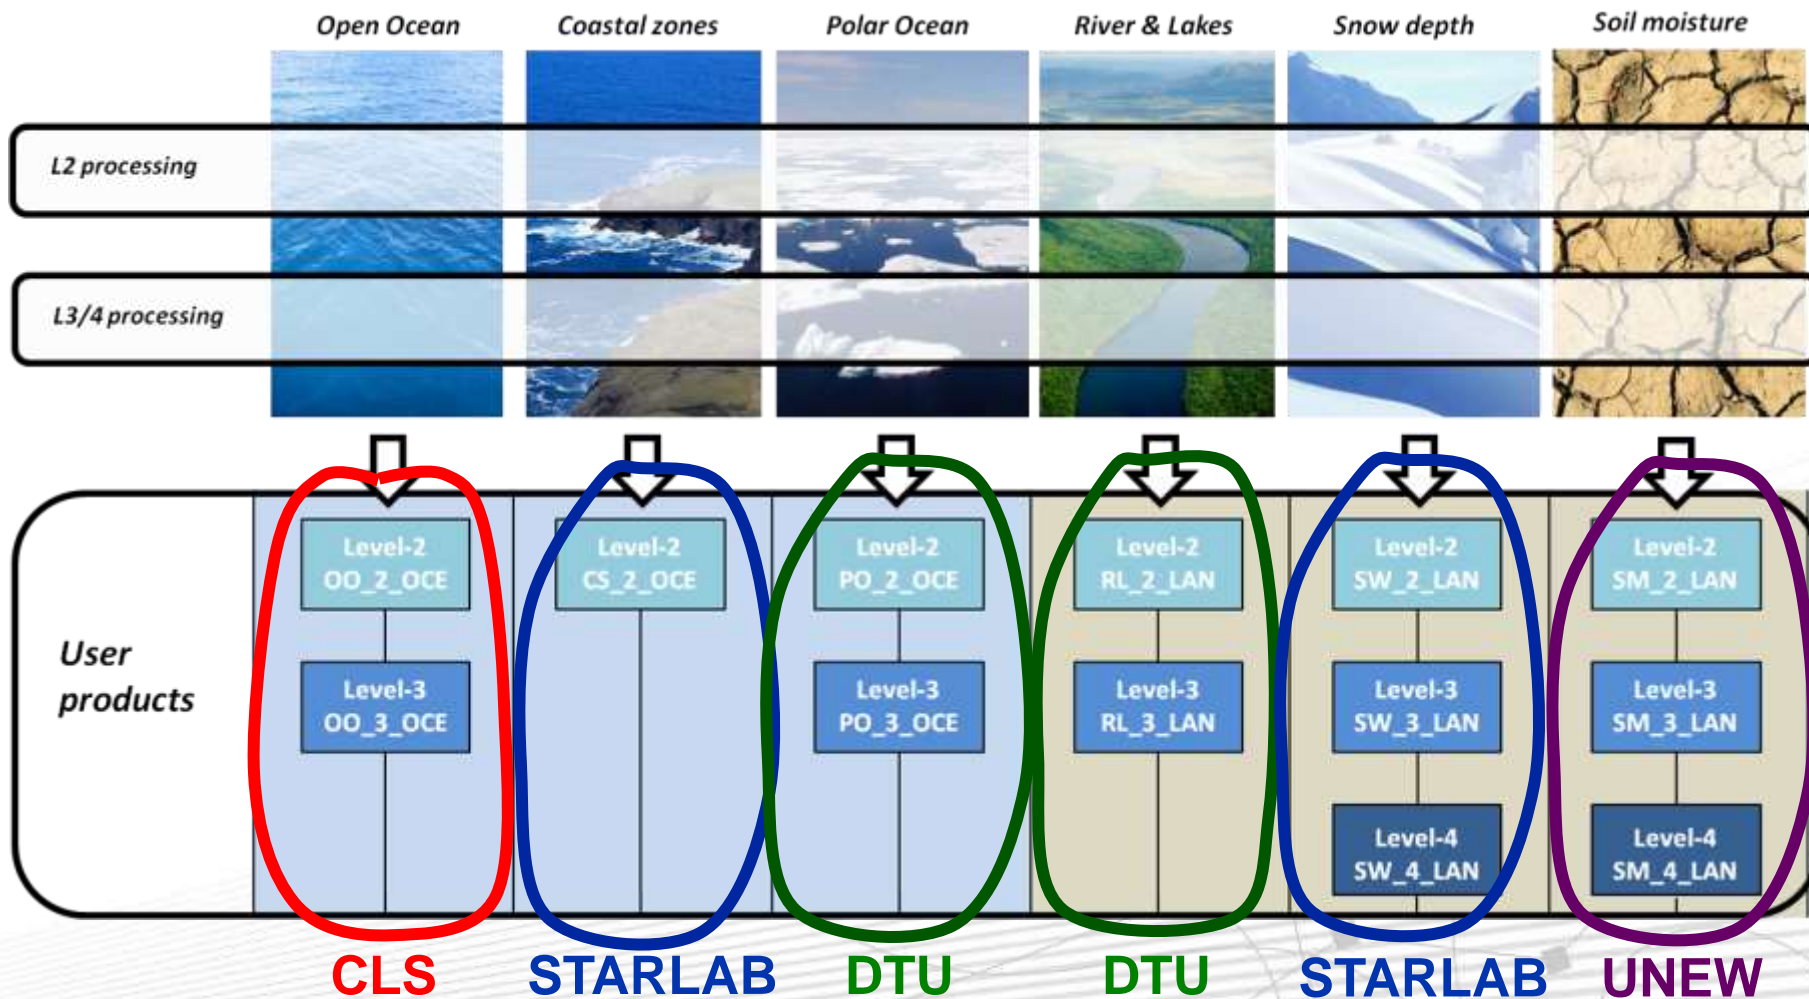 Open Ocean
Coastal zones
Polar Ocean
River & Lakes
Snow depth
Soil moisture
L2 processing
L3/4 processing
User
products
Level-2
OO_2_OCE
Level-2
CS_2_OCE
Level-2
PO_2_OCE
Level-2
RL_2_LAN
Level-2
SW_2_LAN
Level-2
SM_2_LAN
Level-3
OO_3_OCE
Level-3
PO_3_OCE
Level-3
RL_3_LAN
Level-3
SW_3_LAN
Level-3
SM_3_LAN
Level-4
SW_4_LAN
Level-4
SM_4_LAN
CLS
STARLAB
DTU
DTU
STARLAB
UNEW